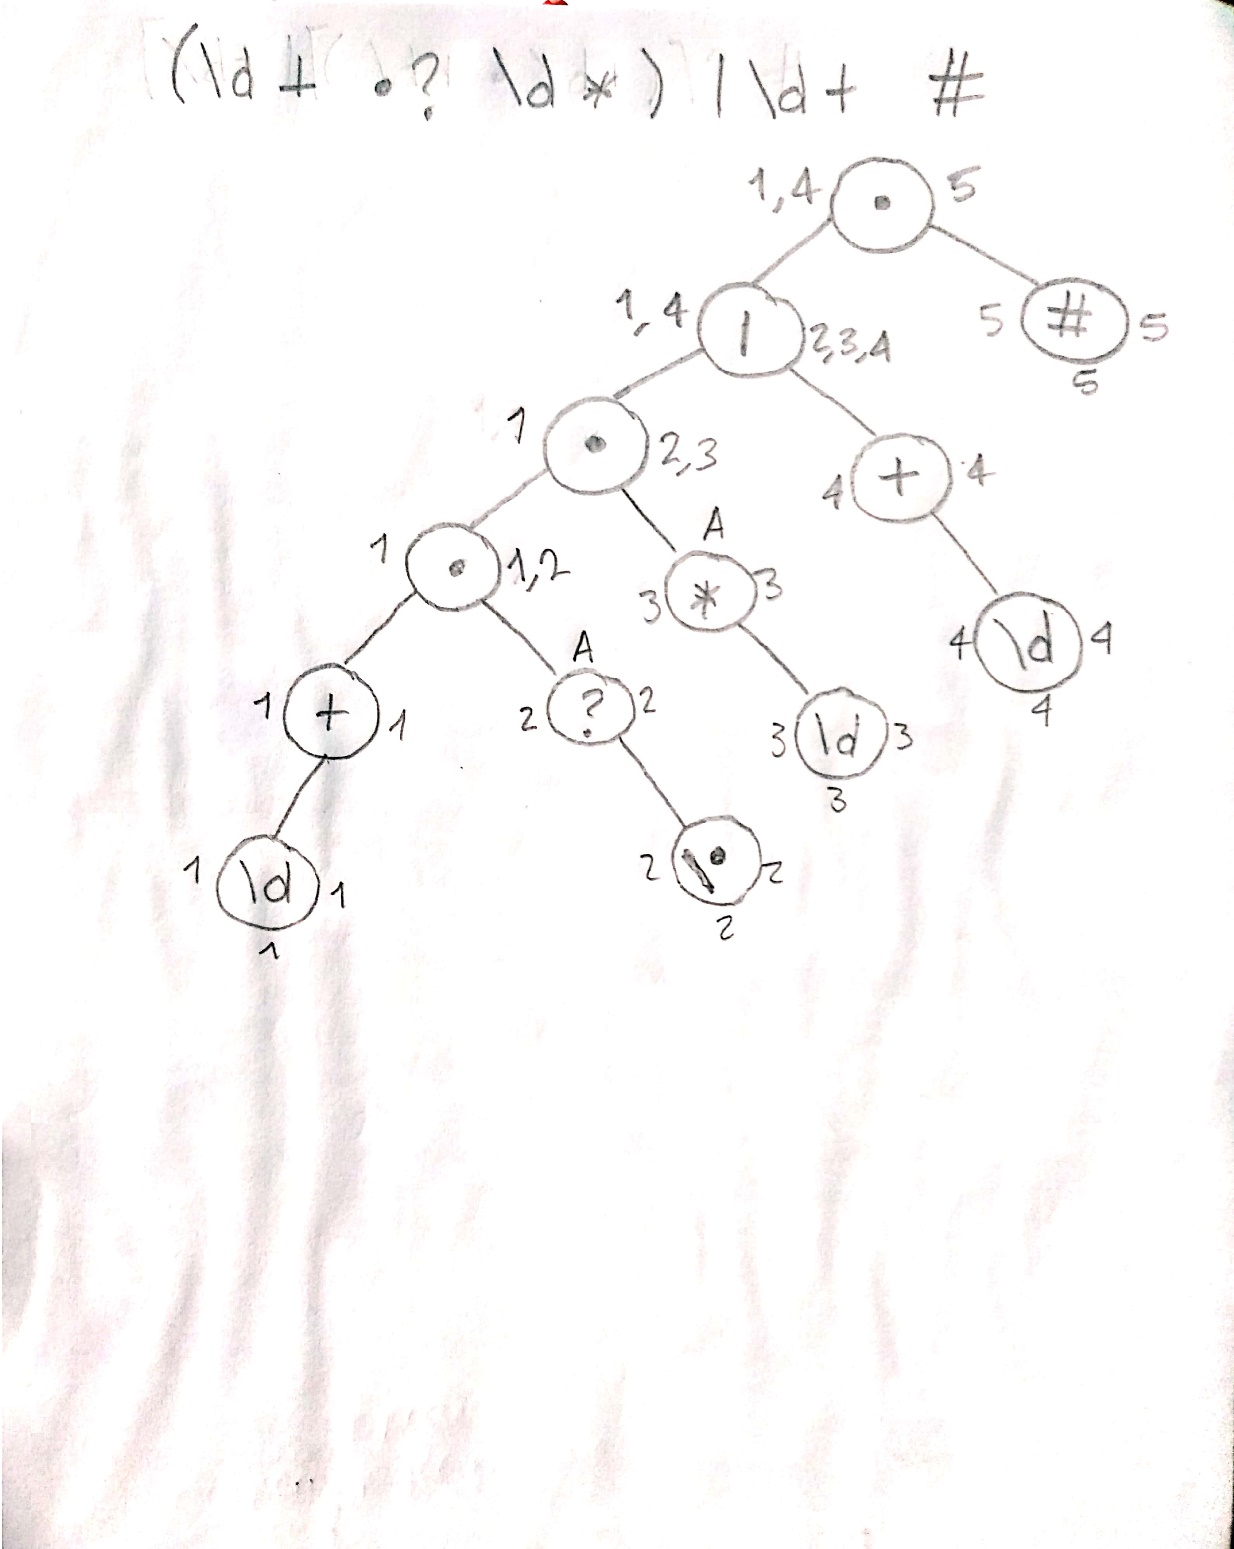 (\d + .? \d *) | \d + #
1,4 . 5
1,4 | 2,3,4
5 # 5
5
1 . 2,3
4 + 4
1 . 1,2
A
3 * 3
4 \d 4
4
1 + 1
A
2 ? 2
3 \d 3
3
1 \d 1
1
2 \. 2
2